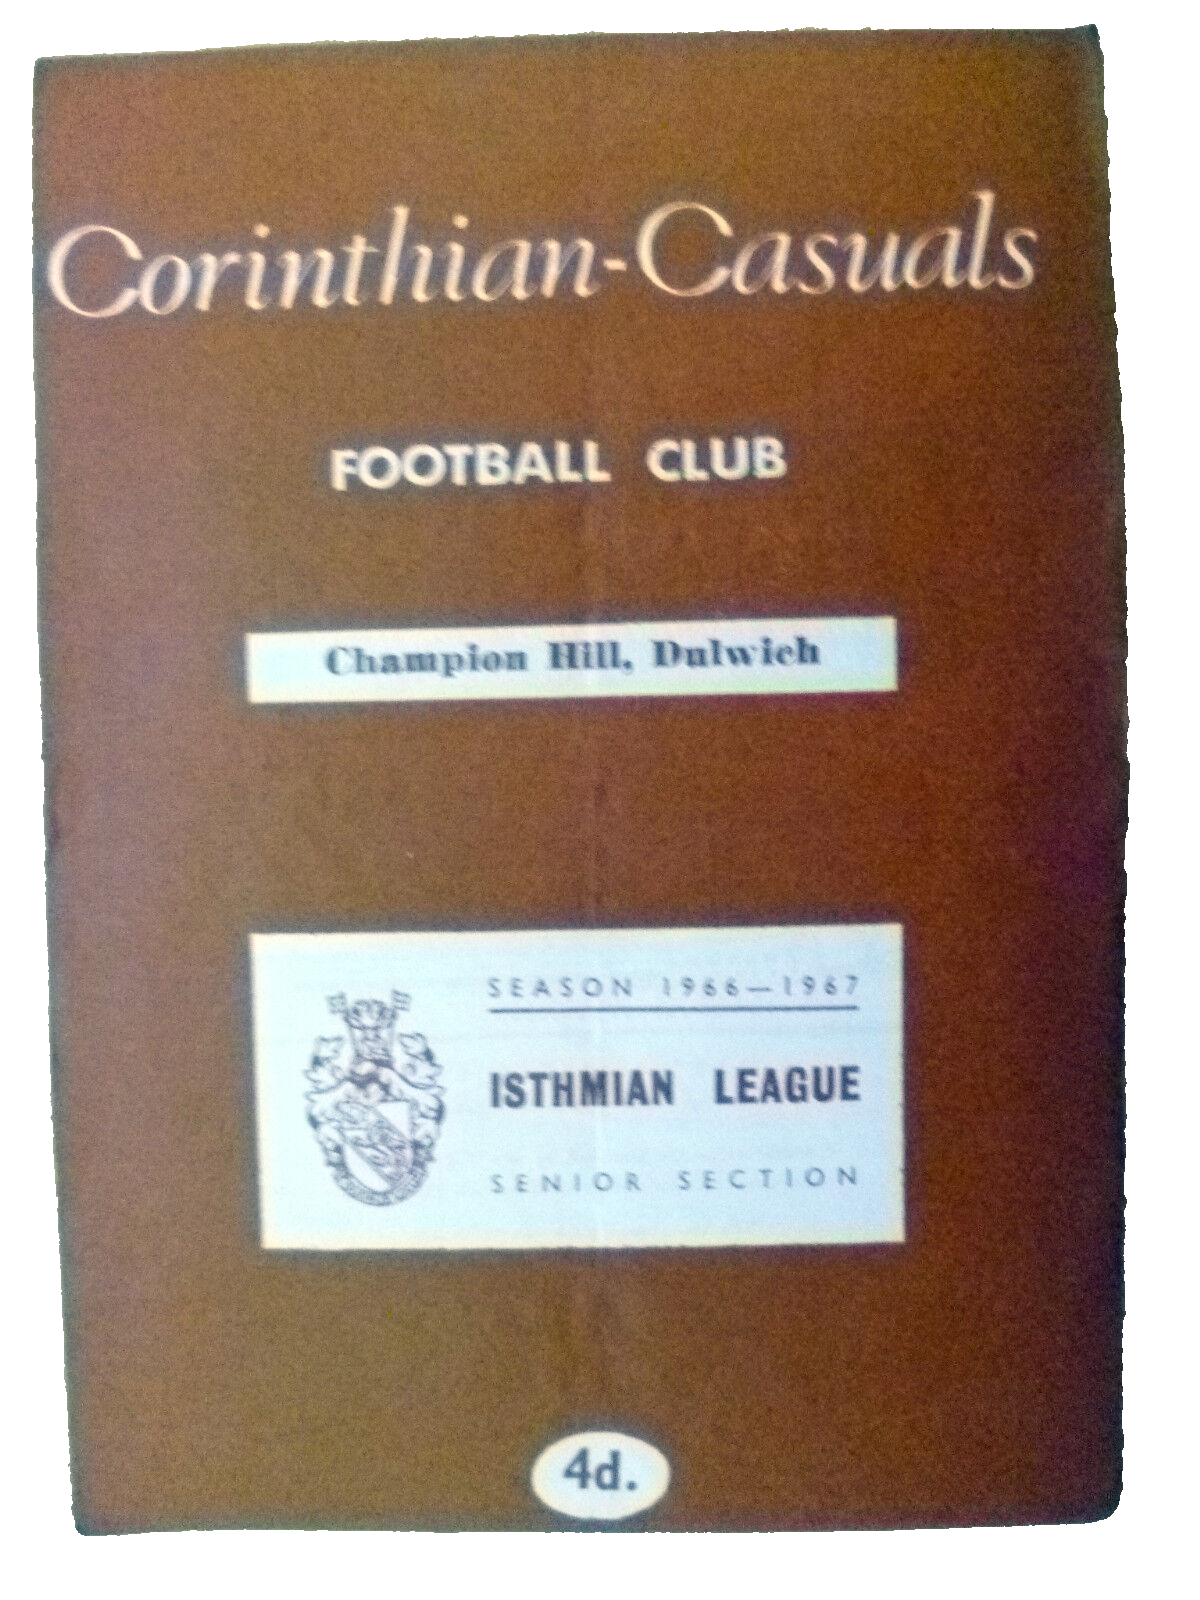 Corinthian-Casuals
FOOTBALL CLUB
Champion Hill, Dulwich
SEASON 1966—1967
ISTHMIAN LEAGUE
SENIOR SECTION
4d.